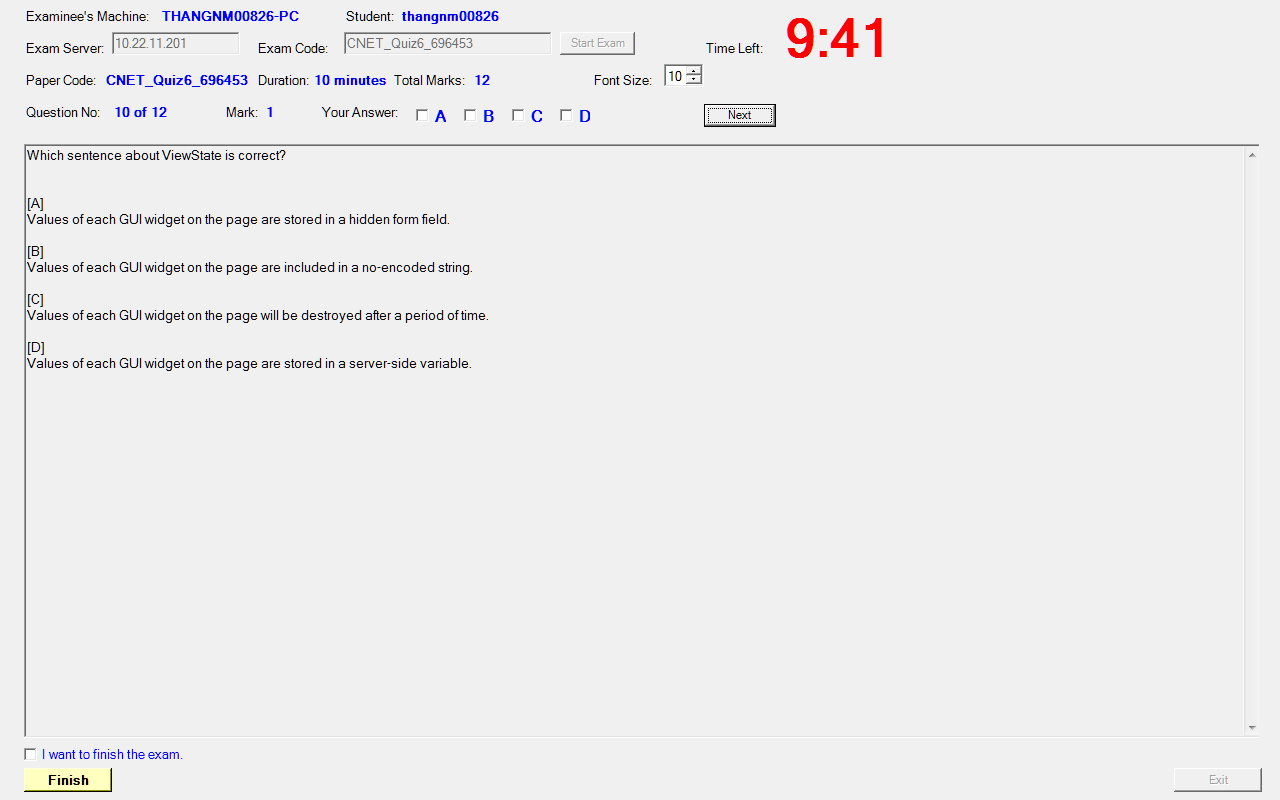 Examinee's Machine: THANGNM00826-PC Student: thangnm00826
Exam Server: 10.22.11.201 Exam Code: CNET_Quiz6_696453 Start Exam Time Left: 9:41
Paper Code: CNET_Quiz6_696453 Duration: 10 minutes Total Marks: 12 Font Size: 10
Question No: 10 of 12 Mark: 1 Your Answer: A B C D Next
Which sentence about ViewState is correct?
[A]
Values of each GUI widget on the page are stored in a hidden form field.
[B]
Values of each GUI widget on the page are included in a no-encoded string.
[C]
Values of each GUI widget on the page will be destroyed after a period of time.
[D]
Values of each GUI widget on the page are stored in a server-side variable.
I want to finish the exam.
Finish Exit